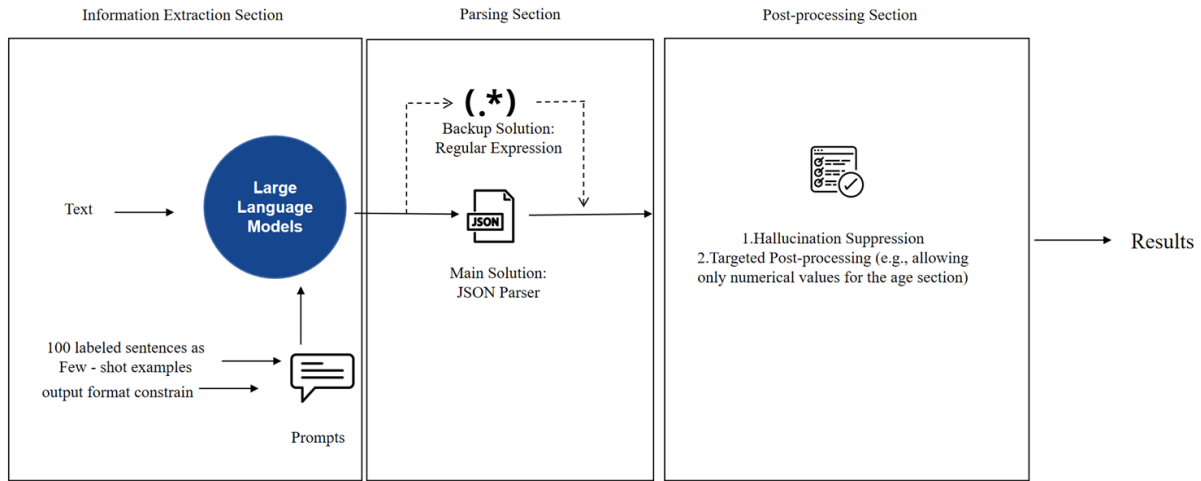 Information Extraction Section
Parsing Section
Post-processing Section
(.*)
Backup Solution:
Regular Expression
Large
Language
Models
Text
JSON
Main Solution:
JSON Parser
1.Hallucination Suppression
2.Targeted Post-processing (e.g., allowing
only numerical values for the age section)
Results
100 labeled sentences as
Few - shot examples
output format constrain
Prompts